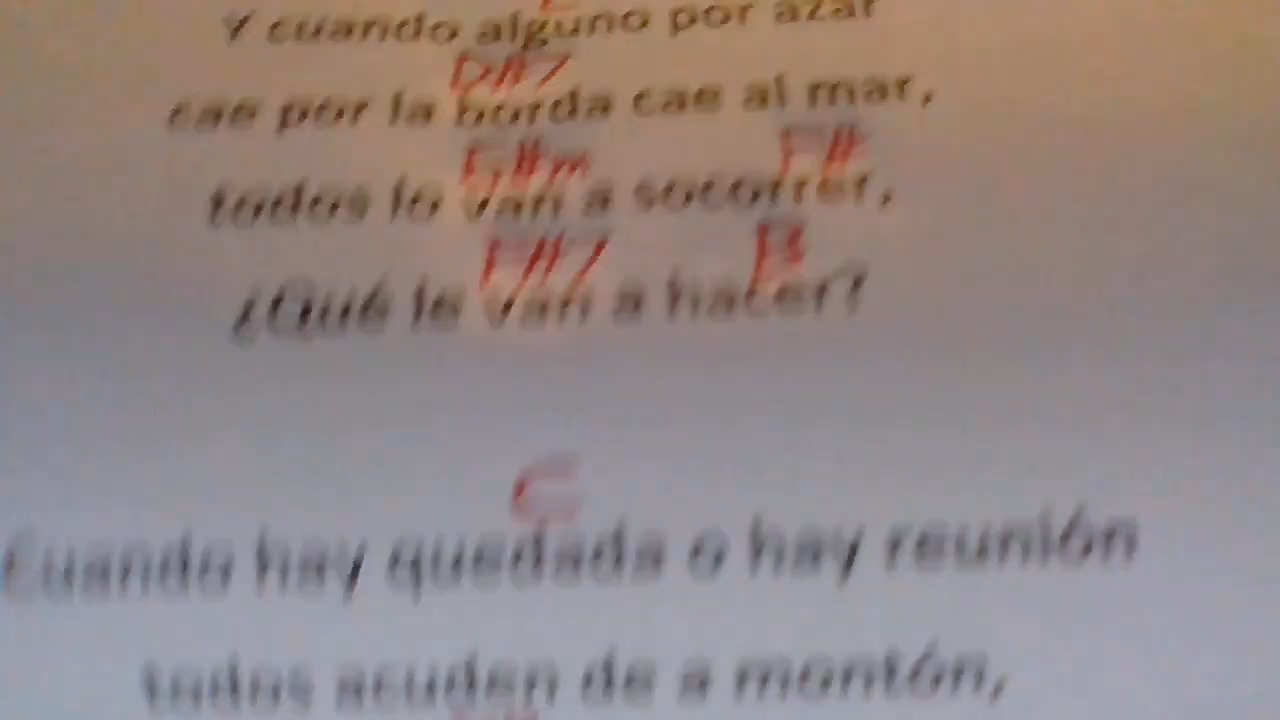 Y cuando alguno por azar
D#7
cae por la borda cae al mar,
G#m F#
todos lo van a socorrer,
F#7 B
¿Qué le van a hacer?
C
Cuando hay quedada o hay reunión
todos acuden de a montón,